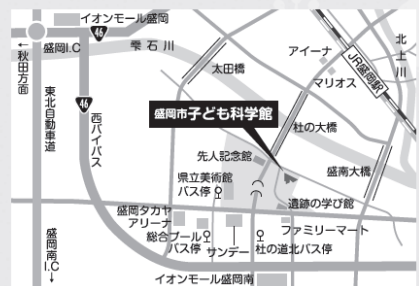 イオンモール盛岡
46
盛岡I.C
雫石川
北上川
JR盛岡駅
アイーナ
マリオス
太田橋
←秋田方面
東北自動車道
46
西バイパス
盛岡市子ども科学館
杜の大橋
先人記念館
盛南大橋
県立美術館
バス停
遺跡の学び館
盛岡タカヤ
アリーナ
ファミリーマート
総合プール
バス停
サンデー
杜の道北バス停
盛岡南I.C→
イオンモール盛岡南